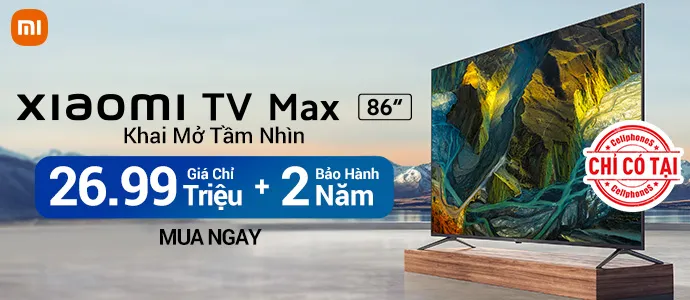 mi
xiaomi TV Max 86"
Khai Mở Tầm Nhìn
26.99 Giá Chỉ Triệu + 2 Bảo Hành Năm
MUA NGAY
CellphoneS
CHỈ CÓ TẠI
CellphoneS